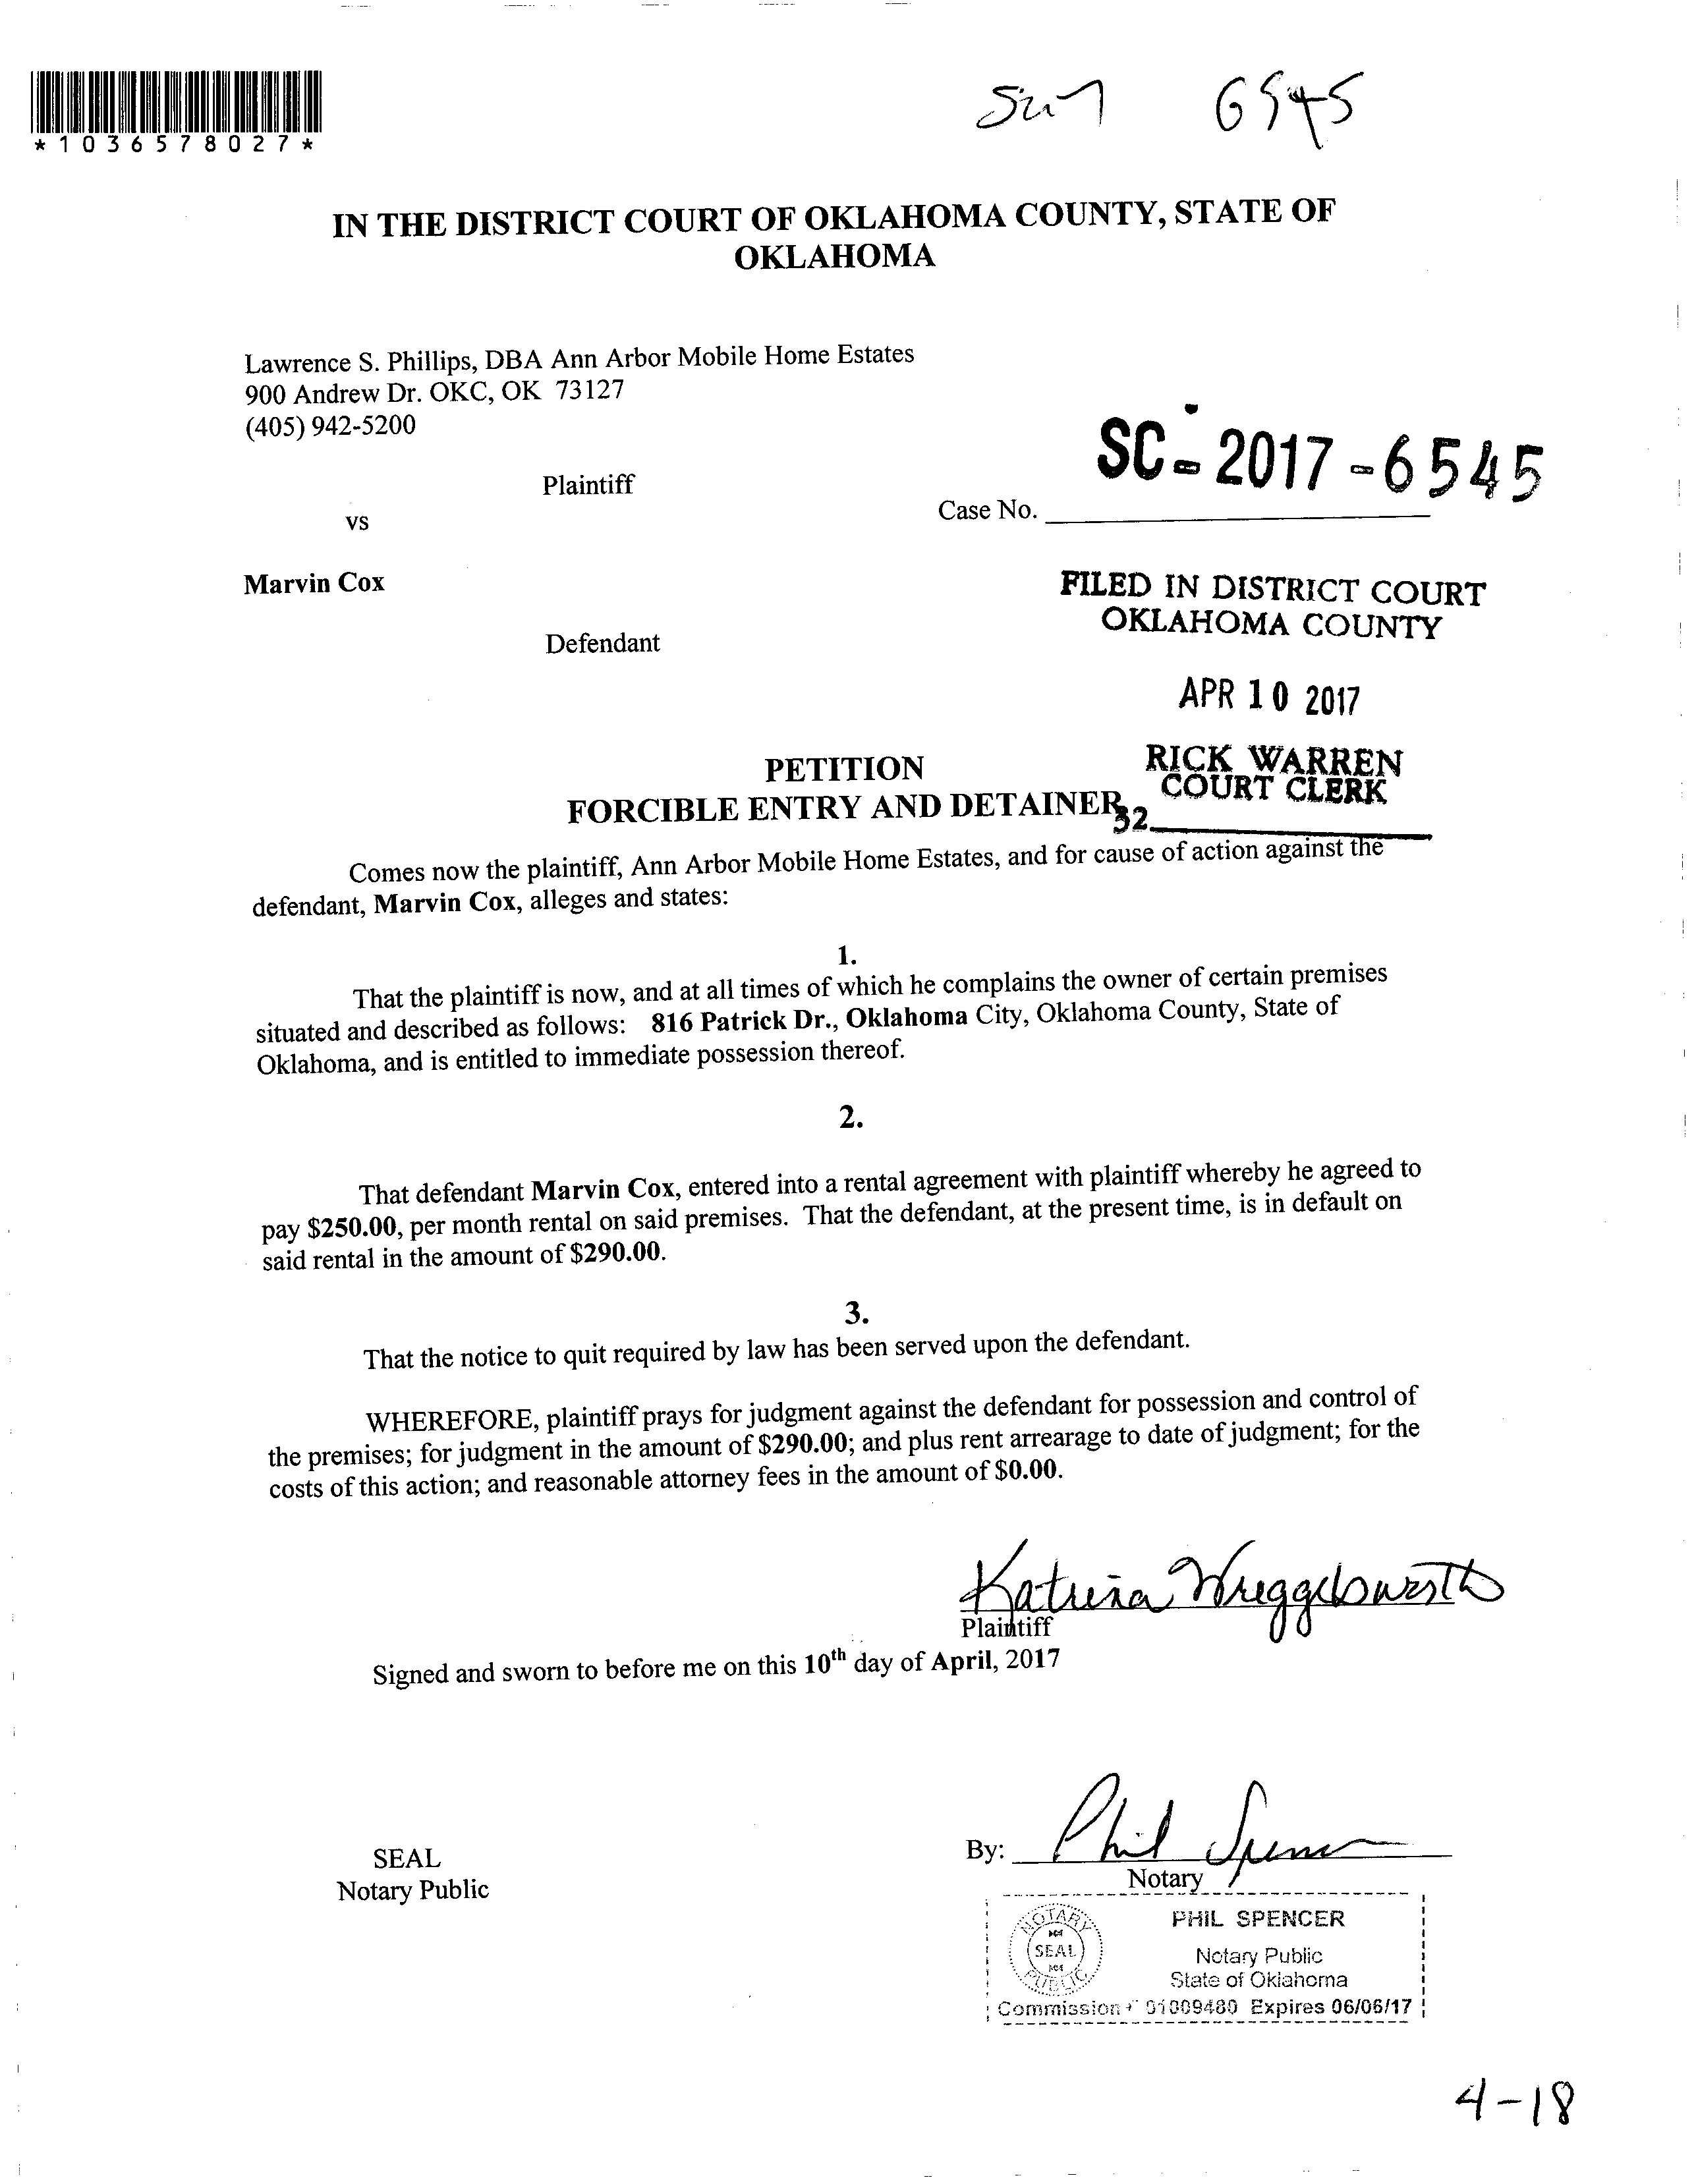 6545
*1036578027*
IN THE DISTRICT COURT OF OKLAHOMA COUNTY, STATE OF
OKLAHOMA
Lawrence S. Phillips, DBA Ann Arbor Mobile Home Estates
900 Andrew Dr. OKC, OK 73127
(405) 942-5200
Plaintiff
vs
SC-2017-6545
Case No.
Marvin Cox
Defendant
FILED IN DISTRICT COURT
OKLAHOMA COUNTY
APR 10 2017
RICK WARREN
COURT CLERK
PETITION
FORCIBLE ENTRY AND DETAINER
32
Comes now the plaintiff, Ann Arbor Mobile Home Estates, and for cause of action against the
defendant, Marvin Cox, alleges and states:
1.
That the plaintiff is now, and at all times of which he complains the owner of certain premises
situated and described as follows: 816 Patrick Dr., Oklahoma City, Oklahoma County, State of
Oklahoma, and is entitled to immediate possession thereof.
2.
That defendant Marvin Cox, entered into a rental agreement with plaintiff whereby he agreed to
pay $250.00, per month rental on said premises. That the defendant, at the present time, is in default on
said rental in the amount of $290.00.
3.
That the notice to quit required by law has been served upon the defendant.
WHEREFORE, plaintiff prays for judgment against the defendant for possession and control of
the premises; for judgment in the amount of $290.00; and plus rent arrearage to date of judgment; for the
costs of this action; and reasonable attorney fees in the amount of $0.00.
Katrina Wreggelsworth
Plaintiff
Signed and sworn to before me on this 10th day of April, 2017
SEAL
Notary Public
By: Phil Spencer
Notary
NOTARY
SEAL
PUBLIC
PHIL SPENCER
Notary Public
State of Oklahoma
Commission # 01009480 Expires 06/06/17
4-18